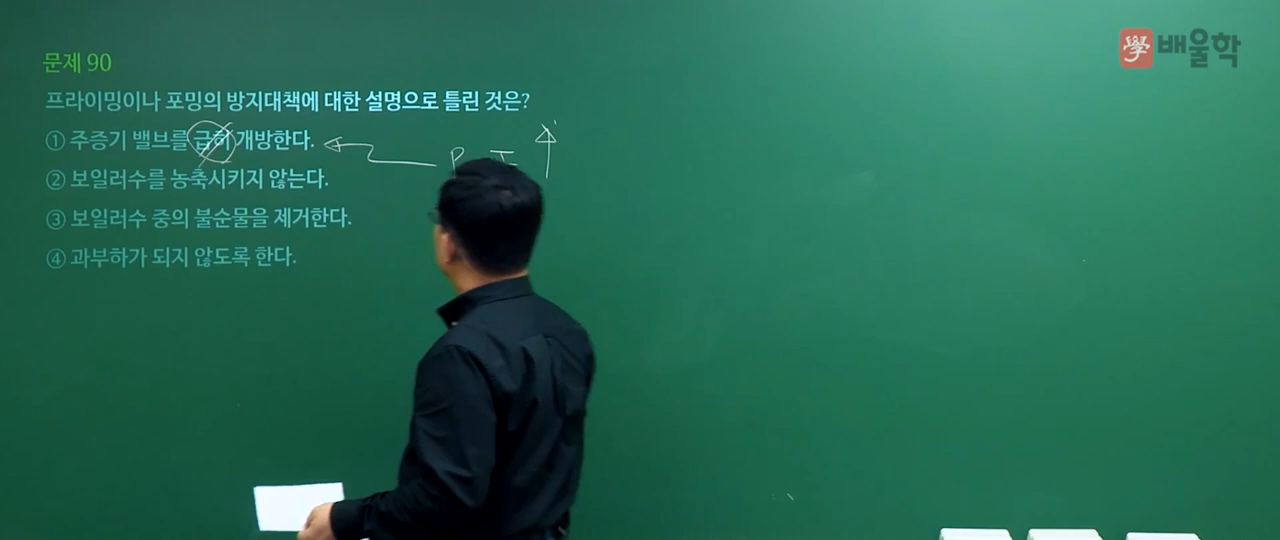 學 배울학
문제 90
프라이밍이나 포밍의 방지대책에 대한 설명으로 틀린 것은?
① 주증기 밸브를 급히 개방한다.
P T
② 보일러수를 농축시키지 않는다.
③ 보일러수 중의 불순물을 제거한다.
④ 과부하가 되지 않도록 한다.